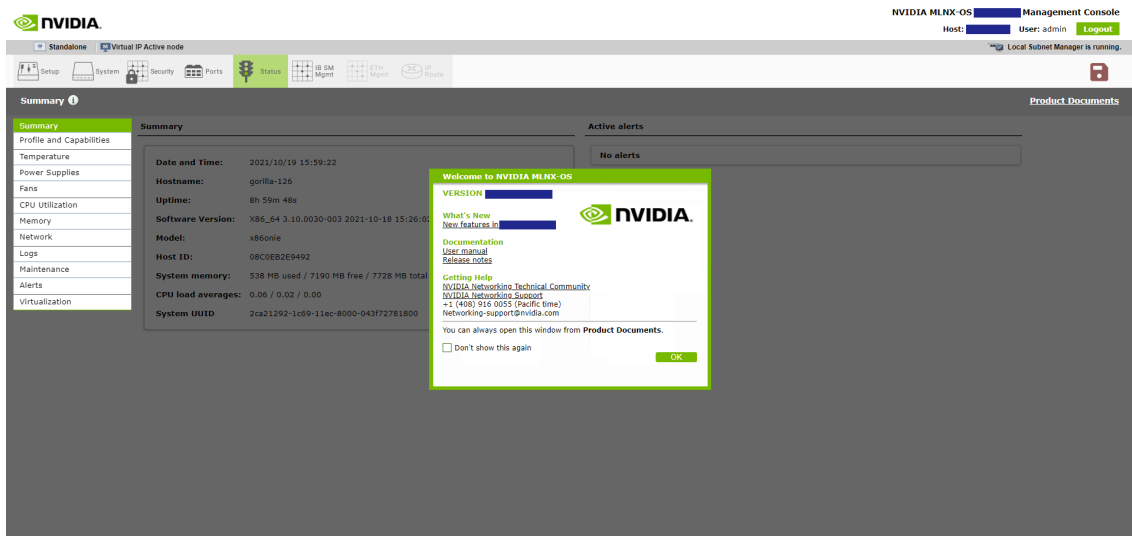 NVIDIA MLNX-OS Management Console
NVIDIA.
Host: User: admin Logout
Standalone Virtual IP Active node Local Subnet Manager is running.
Setup System Security Ports Status IB SM Mgmt ETH Mgmt IP Route
Summary Product Documents
Summary
Profile and Capabilities
Temperature
Power Supplies
Fans
CPU Utilization
Memory
Network
Logs
Maintenance
Alerts
Virtualization
Summary
Date and Time: 2021/10/19 15:59:22
Hostname: gorilla-126
Uptime: 8h 59m 48s
Software Version: X86_64 3.10.0030-003 2021-10-18 15:26:02
Model: x86onie
Host ID: 08C0EB2E9492
System memory: 538 MB used / 7190 MB free / 7728 MB total
CPU load averages: 0.06 / 0.02 / 0.00
System UUID 2ca21292-1c69-11ec-8000-043f72781800
Active alerts
No alerts
Welcome to NVIDIA MLNX-OS
VERSION
NVIDIA.
What's New
New features in
Documentation
User manual
Release notes
Getting Help
NVIDIA Networking Technical Community
NVIDIA Networking Support
+1 (408) 916 0055 (Pacific time)
Networking-support@nvidia.com
You can always open this window from Product Documents.
Don't show this again
OK